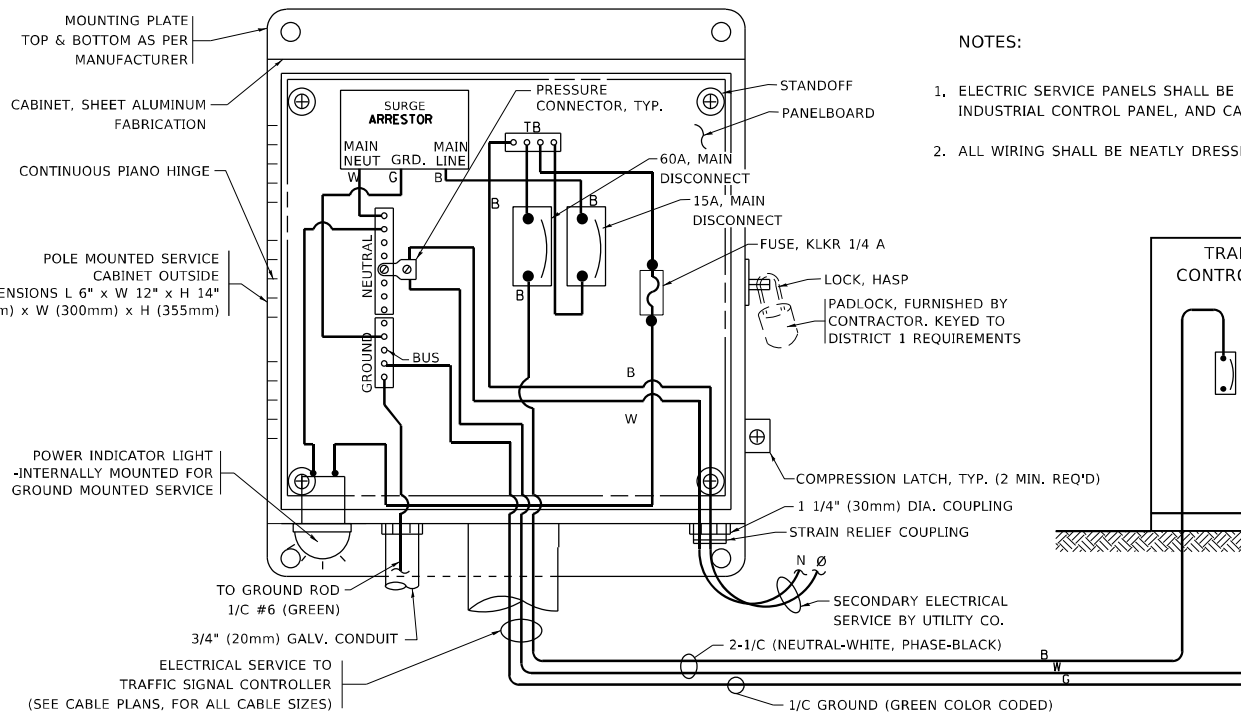 MOUNTING PLATE
TOP & BOTTOM AS PER
MANUFACTURER
CABINET, SHEET ALUMINUM
FABRICATION
CONTINUOUS PIANO HINGE
POLE MOUNTED SERVICE
CABINET OUTSIDE
ENSIONS L 6" x W 12" x H 14"
m) x W (300mm) x H (355mm)
POWER INDICATOR LIGHT
-INTERNALLY MOUNTED FOR
GROUND MOUNTED SERVICE
TO GROUND ROD
1/C #6 (GREEN)
3/4" (20mm) GALV. CONDUIT
ELECTRICAL SERVICE TO
TRAFFIC SIGNAL CONTROLLER
(SEE CABLE PLANS, FOR ALL CABLE SIZES)
SURGE
ARRESTOR
MAIN
NEUT
GRD.
MAIN
LINE
W
G
B
PRESSURE
CONNECTOR, TYP.
TB
NEUTRAL
GROUND
BUS
B
B
B
B
W
STANDOFF
PANELBOARD
60A, MAIN
DISCONNECT
15A, MAIN
DISCONNECT
FUSE, KLKR 1/4 A
LOCK, HASP
PADLOCK, FURNISHED BY
CONTRACTOR. KEYED TO
DISTRICT 1 REQUIREMENTS
COMPRESSION LATCH, TYP. (2 MIN. REQ'D)
1 1/4" (30mm) DIA. COUPLING
STRAIN RELIEF COUPLING
N Ø
SECONDARY ELECTRICAL
SERVICE BY UTILITY CO.
2-1/C (NEUTRAL-WHITE, PHASE-BLACK)
B
W
G
1/C GROUND (GREEN COLOR CODED)
NOTES:
1. ELECTRIC SERVICE PANELS SHALL BE
INDUSTRIAL CONTROL PANEL, AND CA
2. ALL WIRING SHALL BE NEATLY DRESS
TRA
CONTRO